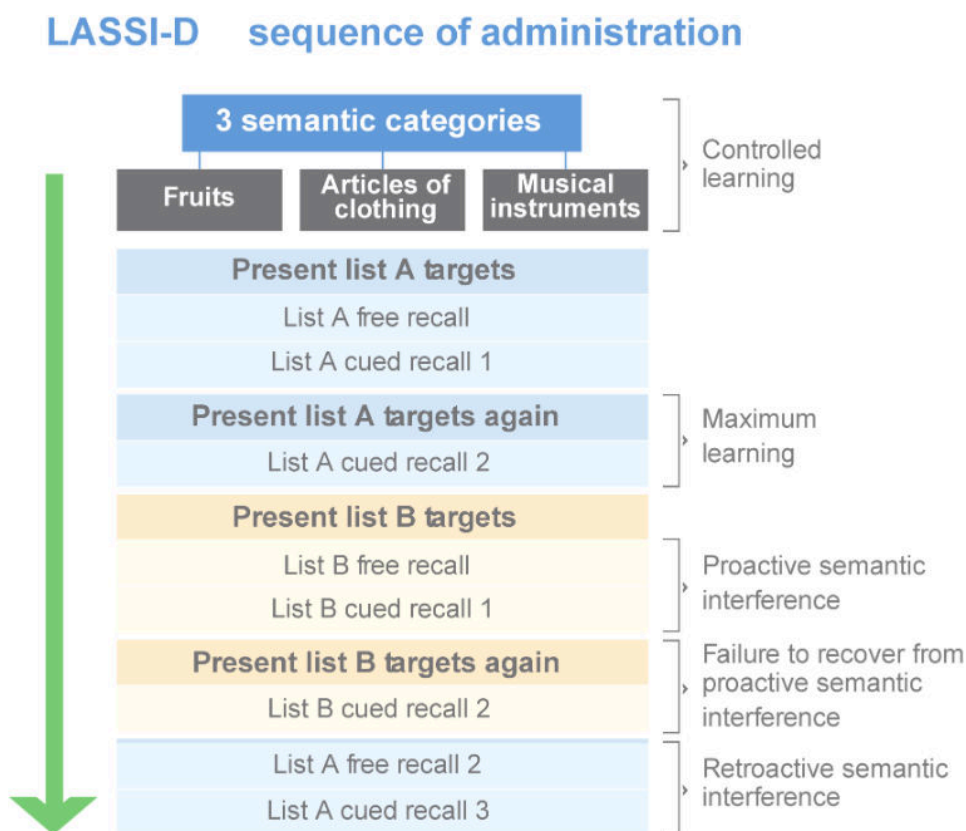 LASSI-D sequence of administration
3 semantic categories
Controlled
learning
Fruits
Articles of
clothing
Musical
instruments
Present list A targets
List A free recall
List A cued recall 1
Present list A targets again
List A cued recall 2
Maximum
learning
Present list B targets
List B free recall
List B cued recall 1
Proactive semantic
interference
Present list B targets again
List B cued recall 2
Failure to recover from
proactive semantic
interference
List A free recall 2
List A cued recall 3
Retroactive semantic
interference